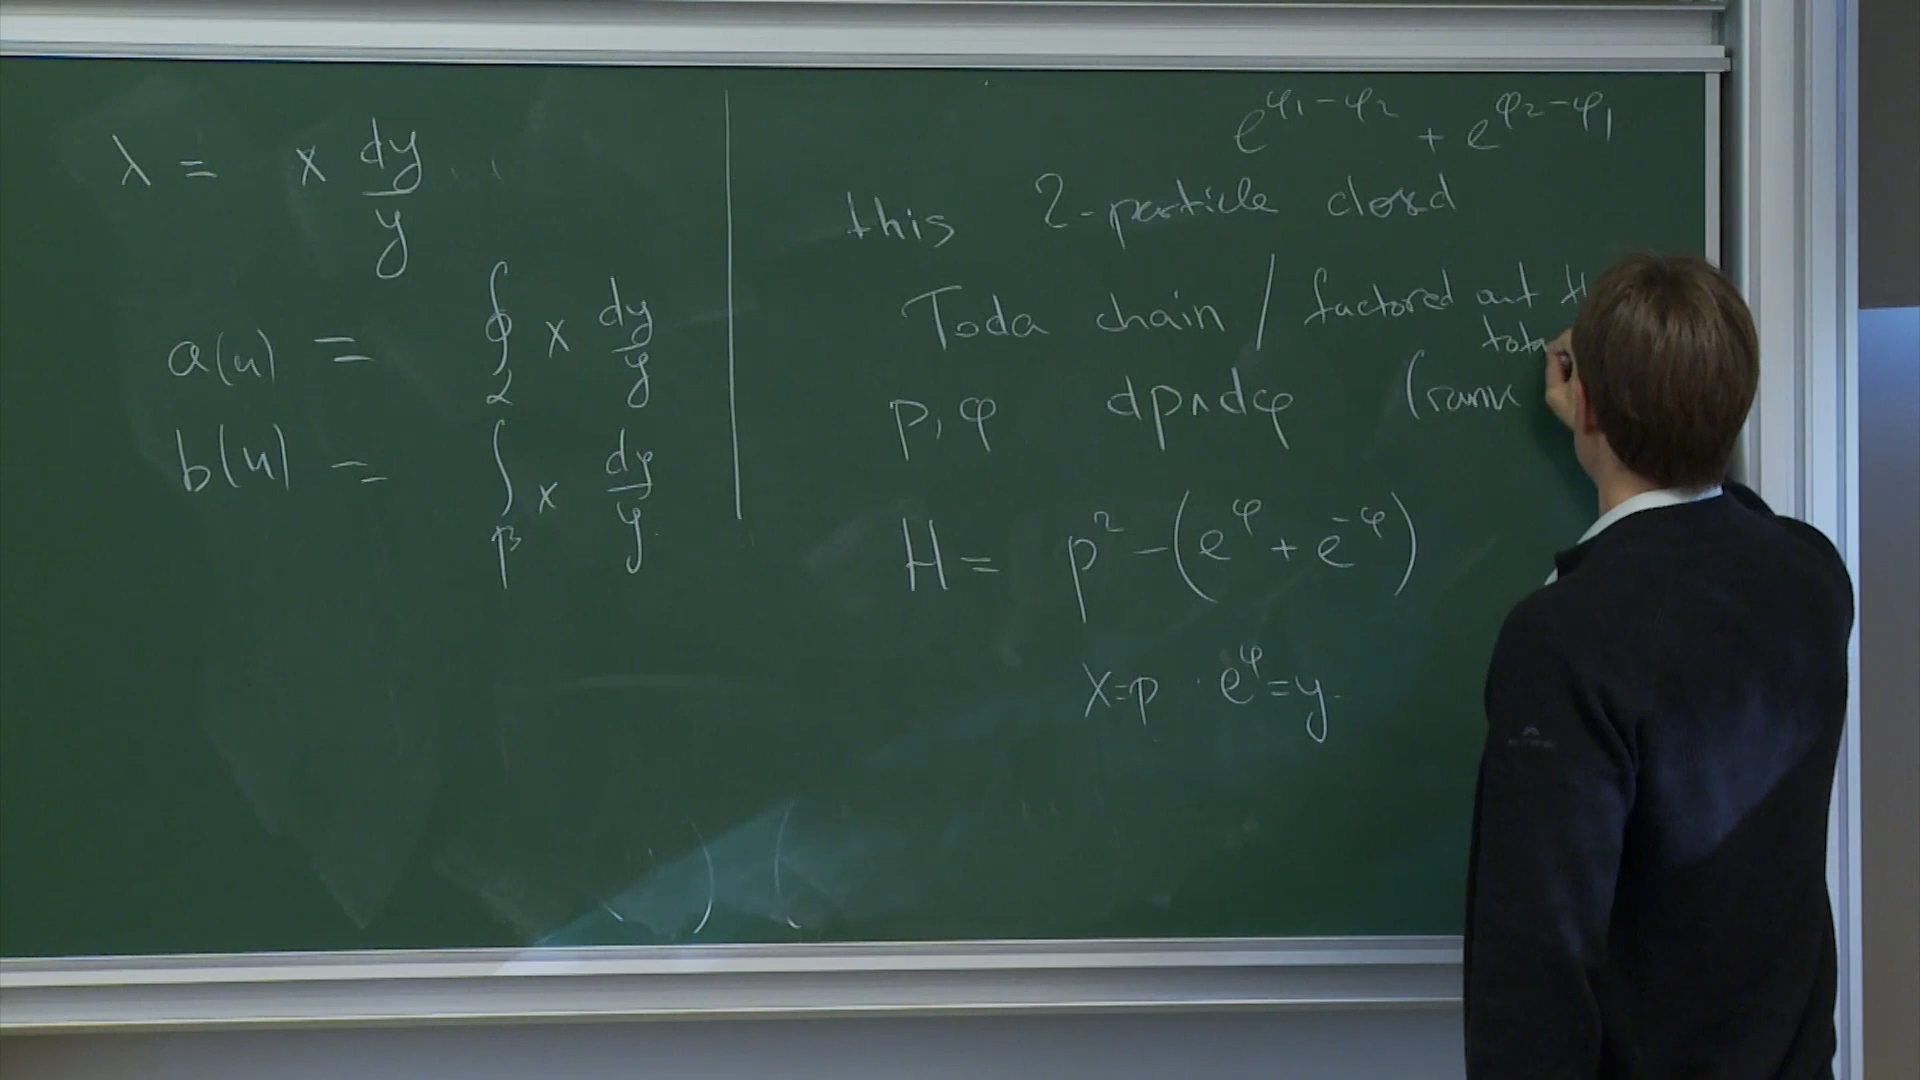 λ = x dy/y
a(u) = ∮_α x dy/y
b(u) = ∫_β x dy/y
e^{φ1-φ2} + e^{φ2-φ1}
this 2-particle closed
Toda chain / factored out
p, φ dp∧dφ (rank
H = p² - (e^φ + e^{-φ})
x=p · e^φ=y.